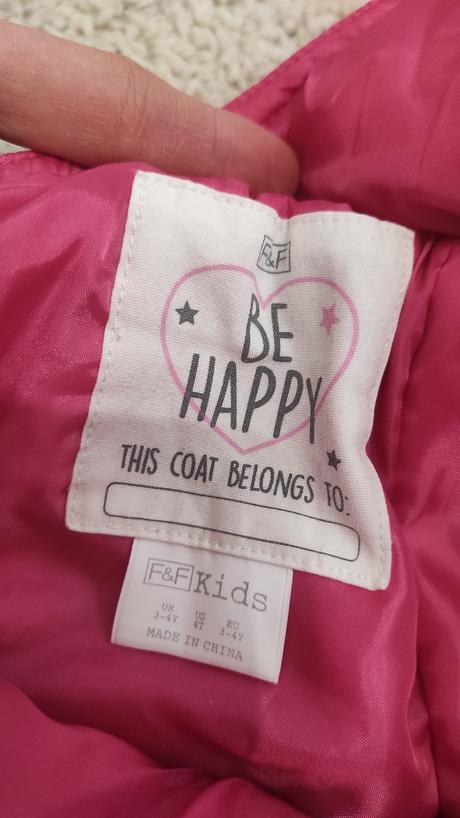 F&F
BE
HAPPY
THIS COAT BELONGS TO:
F&F Kids
UK US EU
3-4Y 4T 3-4Y
MADE IN CHINA